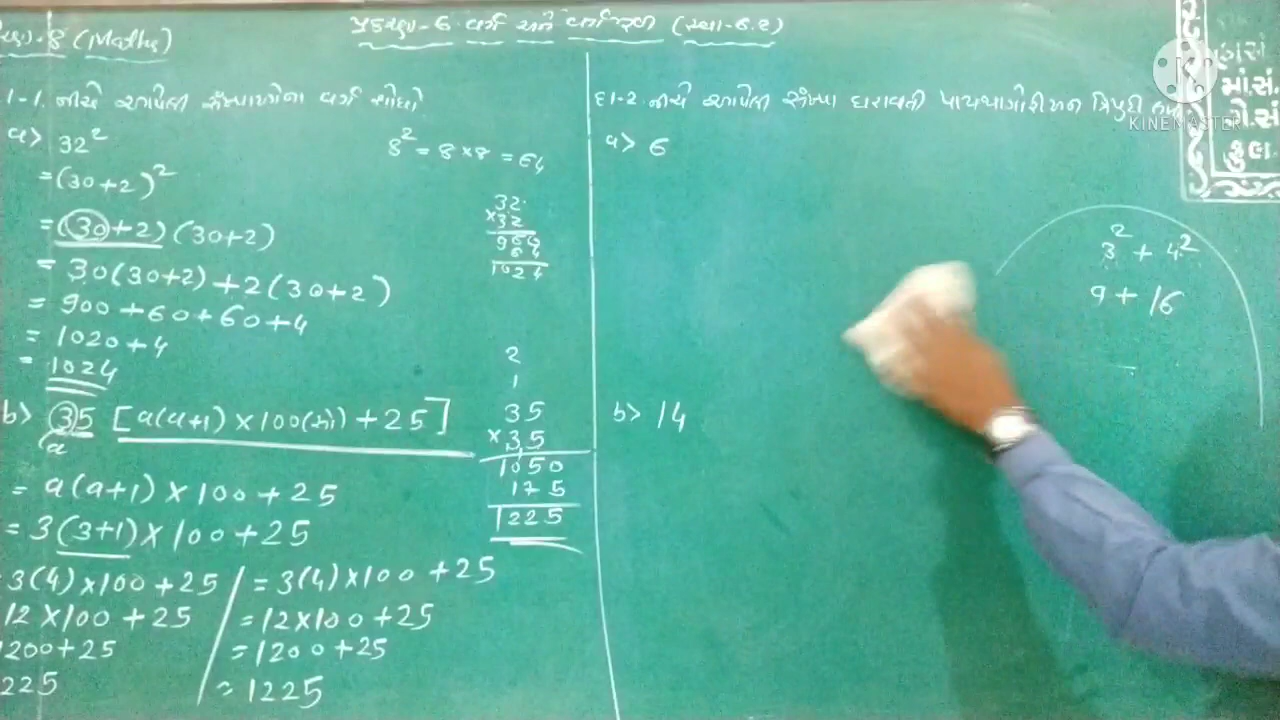 ધોરણ-8 (Maths)
પ્રકરણ-6 વર્ગ અને વર્ગમૂળ (સ્વા-6.2)
1-1. નીચે આપેલી સંખ્યાઓના વર્ગ શોધો
a> 32²
= (30+2)²
= (30+2) (30+2)
= 30(30+2) + 2(30+2)
= 900 + 60 + 60 + 4
= 1020 + 4
= 1024
8² = 8 × 8 = 64
32
× 32
964
1024
b> 35 [a(a+1) × 100(સો) + 25]
a
= a(a+1) × 100 + 25
= 3(3+1) × 100 + 25
3(4) × 100 + 25
12 × 100 + 25
200 + 25
225
= 3(4) × 100 + 25
= 12 × 100 + 25
= 1200 + 25
= 1225
2
1
35
× 35
1050
175
1225
દા-2. નીચે આપેલી સંખ્યા ધરાવતી પાયથાગોરીયન ત્રિપુટી
a> 6
b> 14
3² + 4²
9 + 16
KINEMASTER
માં.સં.
કુલ.